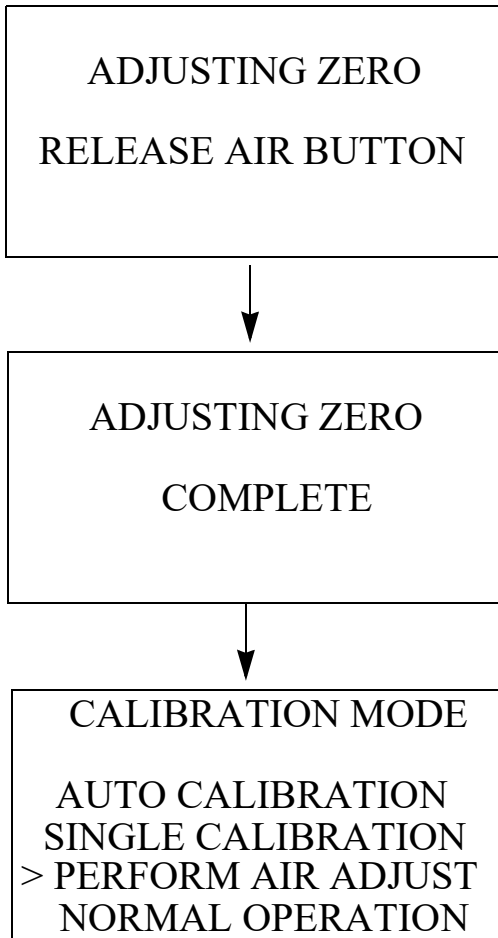 ADJUSTING ZERO
RELEASE AIR BUTTON
ADJUSTING ZERO
COMPLETE
CALIBRATION MODE
AUTO CALIBRATION
SINGLE CALIBRATION
> PERFORM AIR ADJUST
NORMAL OPERATION